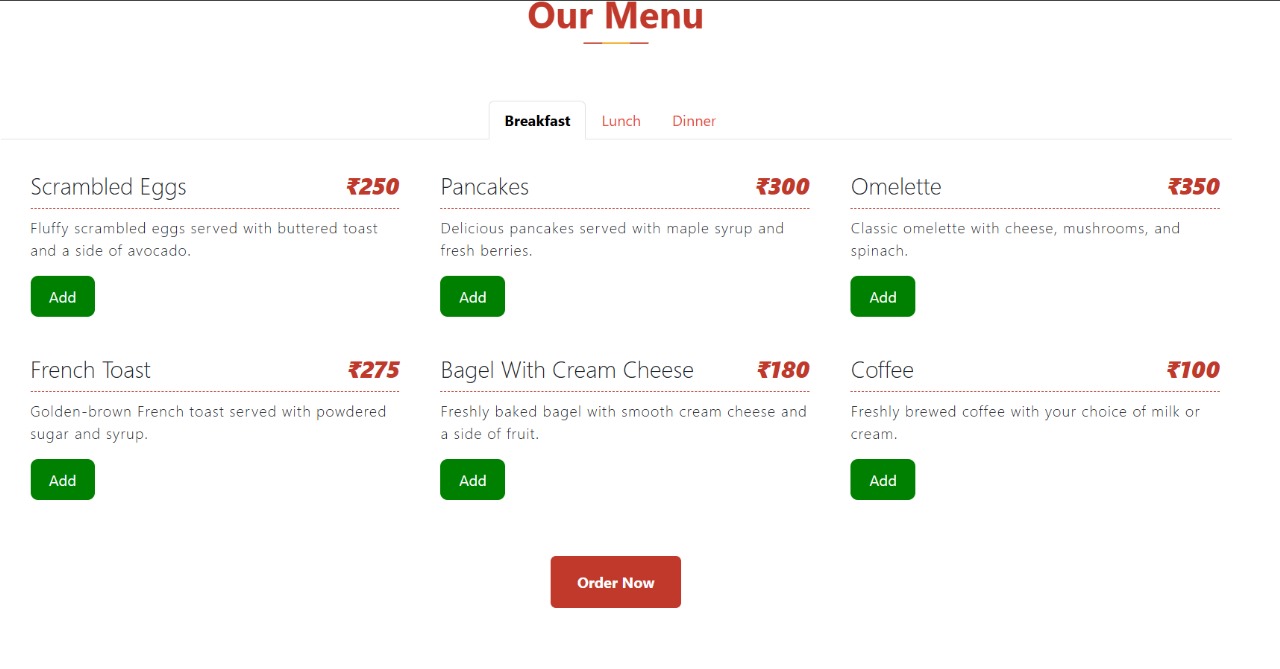 Our Menu
Breakfast Lunch Dinner
Scrambled Eggs ₹250
Fluffy scrambled eggs served with buttered toast
and a side of avocado.
Add
Pancakes ₹300
Delicious pancakes served with maple syrup and
fresh berries.
Add
Omelette ₹350
Classic omelette with cheese, mushrooms, and
spinach.
Add
French Toast ₹275
Golden-brown French toast served with powdered
sugar and syrup.
Add
Bagel With Cream Cheese ₹180
Freshly baked bagel with smooth cream cheese and
a side of fruit.
Add
Coffee ₹100
Freshly brewed coffee with your choice of milk or
cream.
Add
Order Now